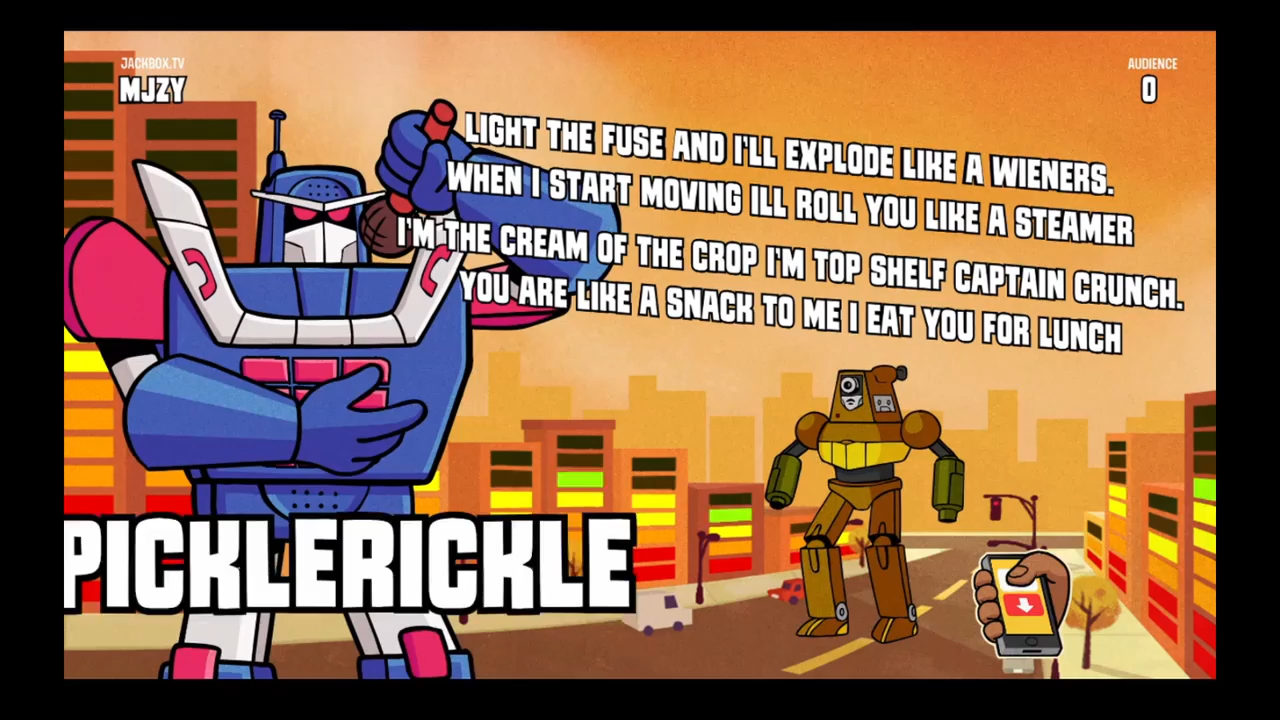 JACKBOX.TV
MJZY
AUDIENCE
0
LIGHT THE FUSE AND I'LL EXPLODE LIKE A WIENERS.
WHEN I START MOVING ILL ROLL YOU LIKE A STEAMER
I'M THE CREAM OF THE CROP I'M TOP SHELF CAPTAIN CRUNCH.
YOU ARE LIKE A SNACK TO ME I EAT YOU FOR LUNCH
PICKLERICKLE